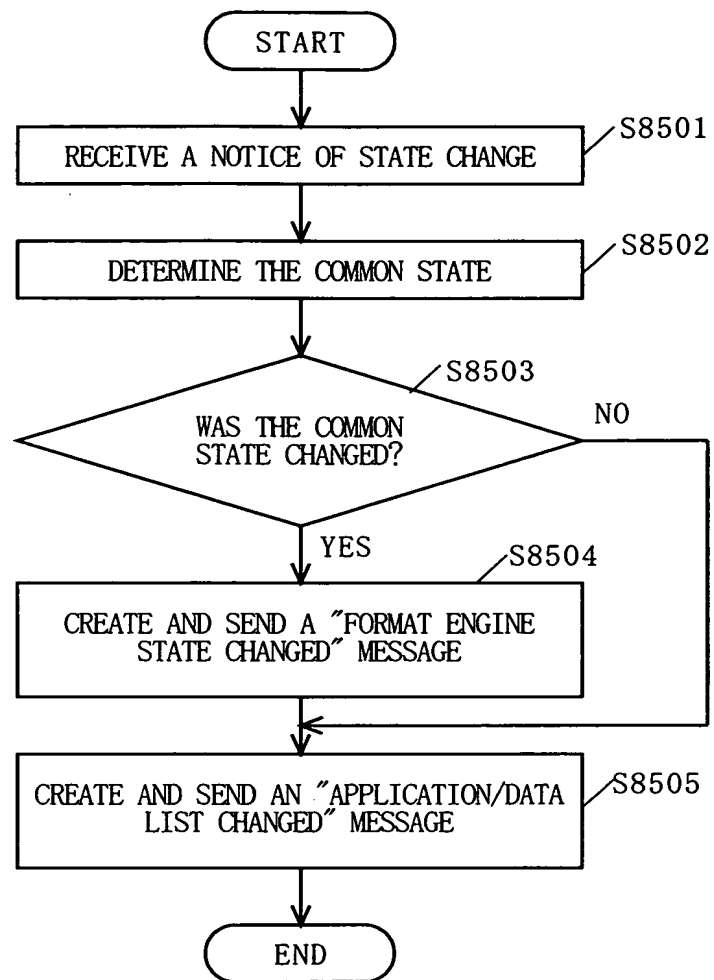 START
S8501
RECEIVE A NOTICE OF STATE CHANGE
S8502
DETERMINE THE COMMON STATE
S8503
WAS THE COMMON
STATE CHANGED?
NO
YES
S8504
CREATE AND SEND A "FORMAT ENGINE
STATE CHANGED" MESSAGE
S8505
CREATE AND SEND AN "APPLICATION/DATA
LIST CHANGED" MESSAGE
END